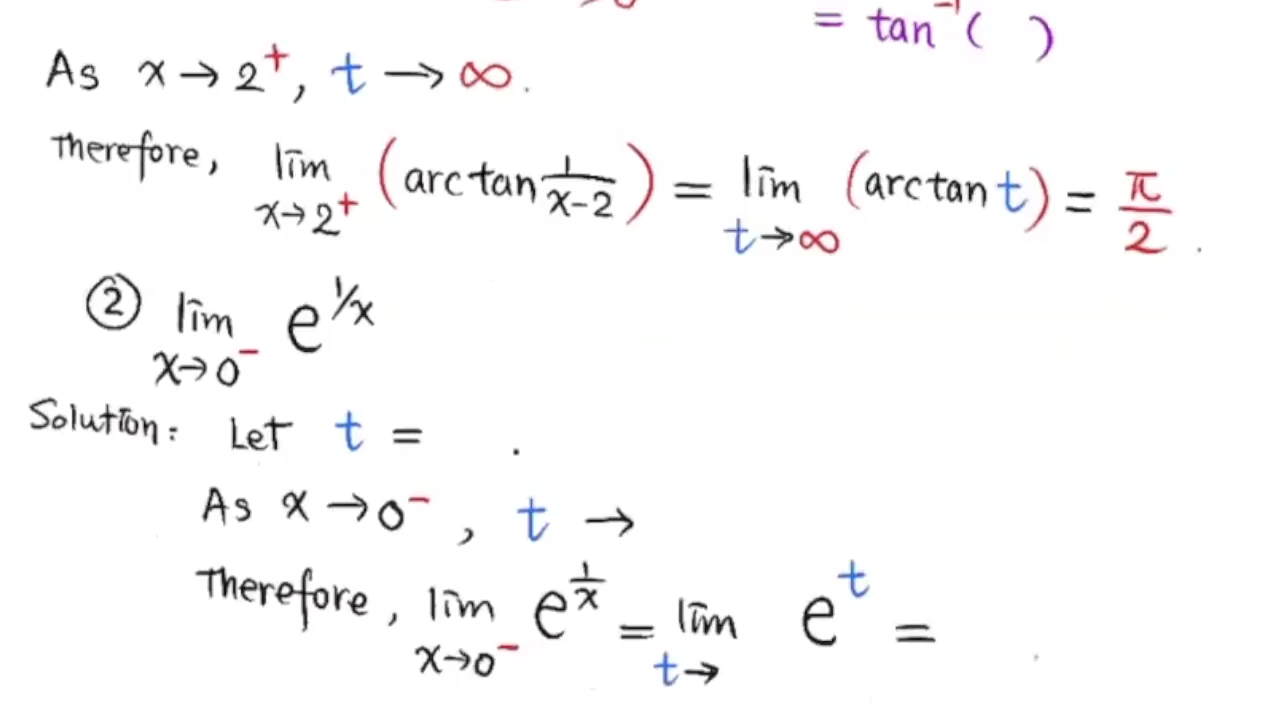 = tan⁻¹( )
As x → 2⁺, t → ∞.
Therefore, lim x→2⁺ (arctan 1/(x-2)) = lim t→∞ (arctan t) = π/2.
② lim x→0⁻ e^(1/x)
Solution: Let t = .
As x → 0⁻, t →
Therefore, lim x→0⁻ e^(1/x) = lim t→ e^t =